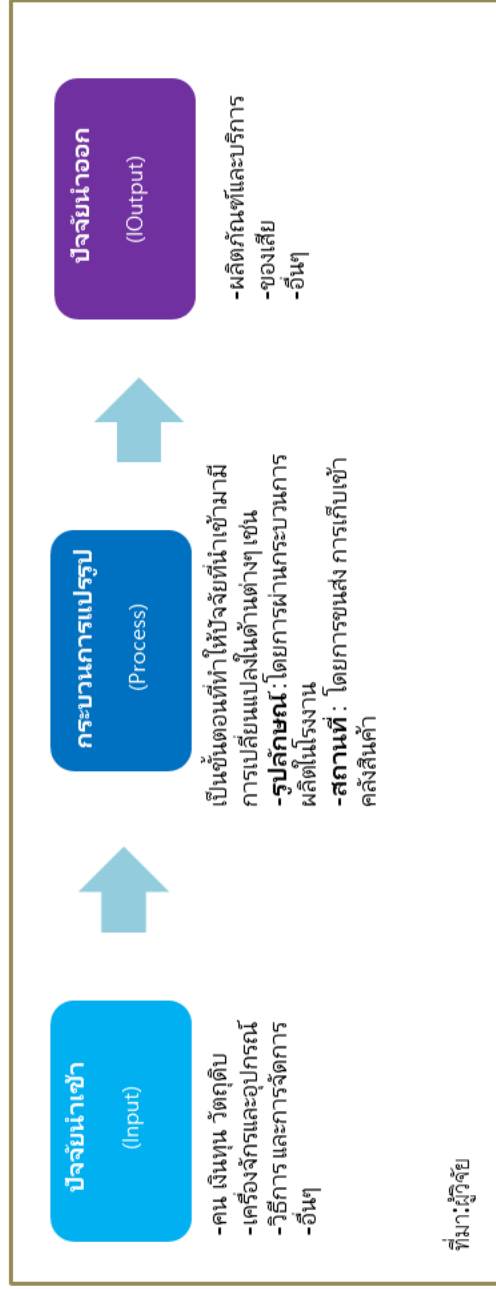 ปัจจัยนำเข้า
(Input)
-คน เงินทุน วัตถุดิบ
-เครื่องจักรและอุปกรณ์
-วิธีการ และการจัดการ
-อื่นๆ
กระบวนการแปรรูป
(Process)
เป็นขั้นตอนที่ทำให้ปัจจัยที่นำเข้ามามี
การเปลี่ยนแปลงในด้านต่างๆ เช่น
-รูปลักษณ์ :โดยการผ่านกระบวนการ
ผลิตในโรงงาน
-สถานที่ : โดยการขนส่ง การเก็บเข้า
คลังสินค้า
ปัจจัยนำออก
(IOutput)
-ผลิตภัณฑ์และบริการ
-ของเสีย
-อื่นๆ
ที่มา:ผู้วิจัย